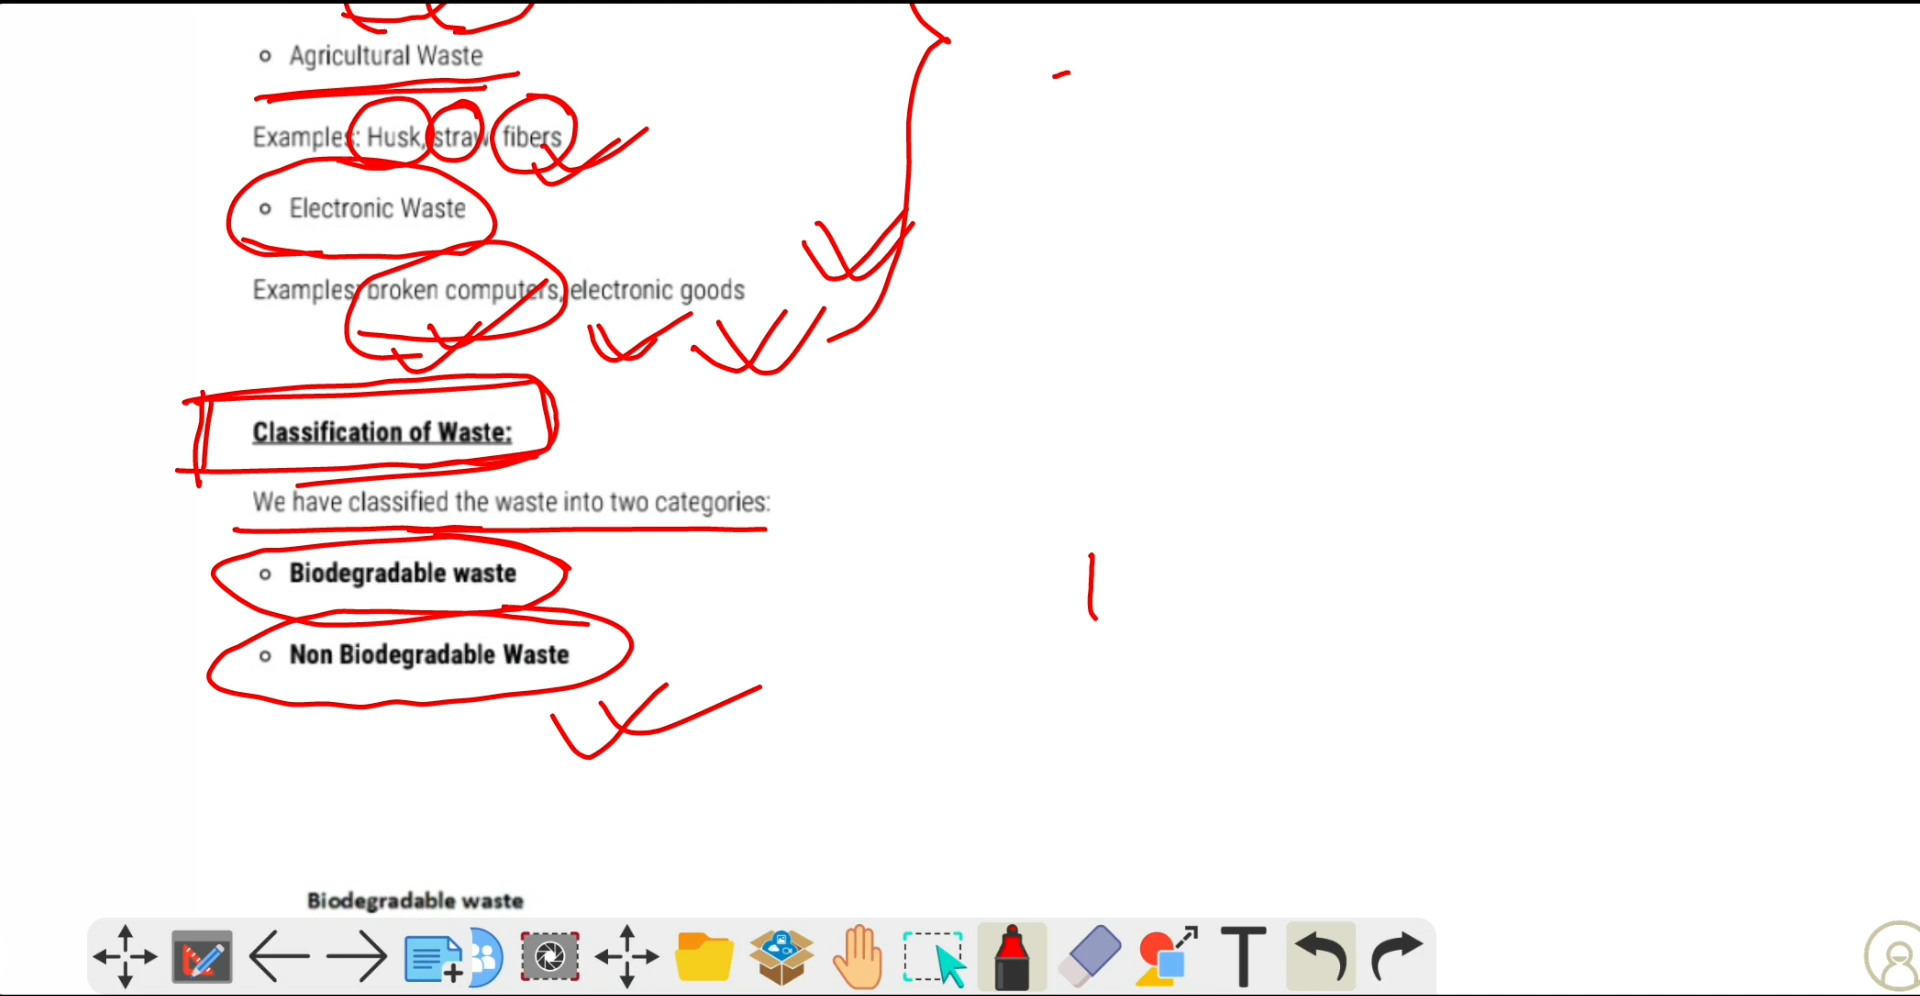 Agricultural Waste
Examples: Husk, straw fibers
Electronic Waste
Examples: broken computers, electronic goods
Classification of Waste:
We have classified the waste into two categories:
Biodegradable waste
Non Biodegradable Waste
Biodegradable waste